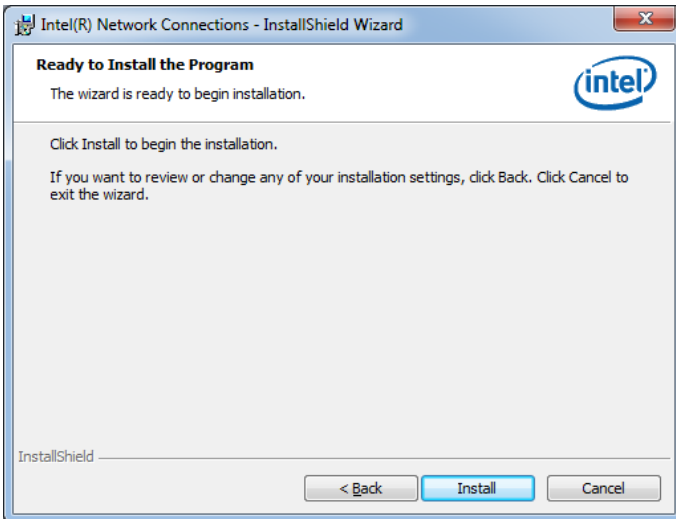 Intel(R) Network Connections - InstallShield Wizard
Ready to Install the Program
The wizard is ready to begin installation.
intel
Click Install to begin the installation.
If you want to review or change any of your installation settings, click Back. Click Cancel to
exit the wizard.
InstallShield
< Back
Install
Cancel